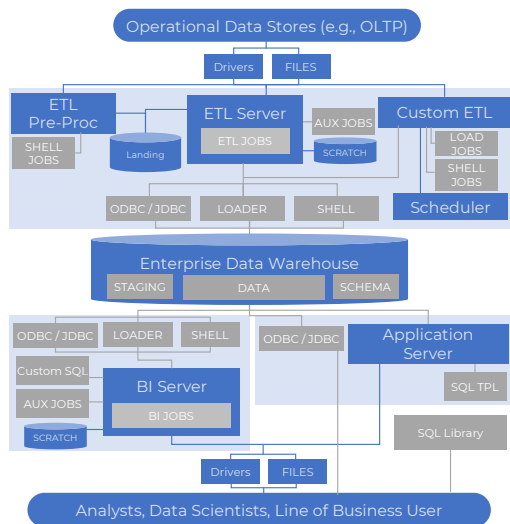 Operational Data Stores (e.g., OLTP)
Drivers
FILES
ETL
Pre-Proc
SHELL
JOBS
Landing
ETL Server
ETL JOBS
AUX JOBS
SCRATCH
Custom ETL
LOAD
JOBS
SHELL
JOBS
Scheduler
ODBC / JDBC
LOADER
SHELL
Enterprise Data Warehouse
STAGING
DATA
SCHEMA
ODBC / JDBC
LOADER
SHELL
Custom SQL
AUX JOBS
SCRATCH
BI Server
BI JOBS
ODBC / JDBC
Application
Server
SQL TPL
SQL Library
Drivers
FILES
Analysts, Data Scientists, Line of Business User